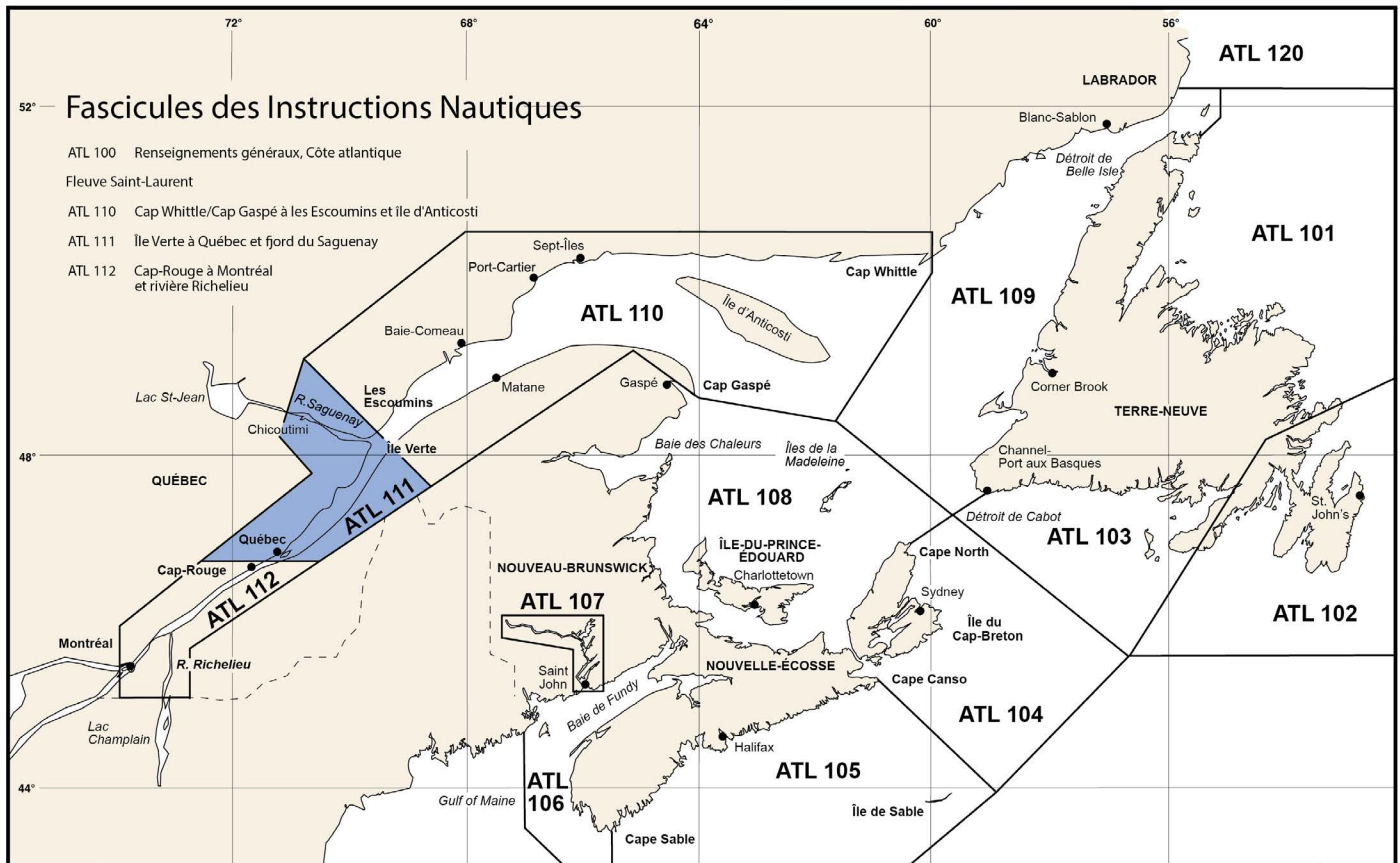 72°
68°
64°
60°
56°
ATL 120
LABRADOR
52°
Fascicules des Instructions Nautiques
Blanc-Sablon
ATL 100 Renseignements généraux, Côte atlantique
Détroit de
Belle Isle
Fleuve Saint-Laurent
ATL 110 Cap Whittle/Cap Gaspé à les Escoumins et île d'Anticosti
ATL 111 Île Verte à Québec et fjord du Saguenay
ATL 112 Cap-Rouge à Montréal
et rivière Richelieu
ATL 101
Sept-Îles
Port-Cartier
Cap Whittle
ATL 109
ATL 110
Île d'Anticosti
Baie-Comeau
Matane
Gaspé
Cap Gaspé
Corner Brook
Les
Escoumins
Lac St-Jean
R.Saguenay
Chicoutimi
TERRE-NEUVE
Île Verte
Baie des Chaleurs
Îles de la
Madeleine
48°
Channel-
Port aux Basques
QUÉBEC
ATL 111
ATL 108
St.
John's
Détroit de Cabot
ATL 103
Québec
Cap-Rouge
ÎLE-DU-PRINCE-
ÉDOUARD
Cape North
NOUVEAU-BRUNSWICK
Charlottetown
ATL 112
ATL 107
Sydney
ATL 102
Île du
Cap-Breton
Montréal
R. Richelieu
Saint
John
NOUVELLE-ÉCOSSE
Cape Canso
Baie de Fundy
Lac
Champlain
ATL 104
Halifax
ATL 105
44°
ATL
106
Gulf of Maine
Île de Sable
Cape Sable